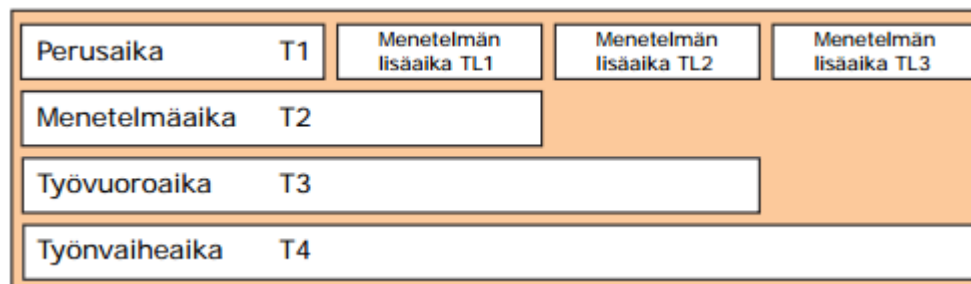 Perusaika T1
Menetelmän
lisäaika TL1
Menetelmän
lisäaika TL2
Menetelmän
lisäaika TL3
Menetelmäaika T2
Työvuoroaika T3
Työnvaiheaika T4